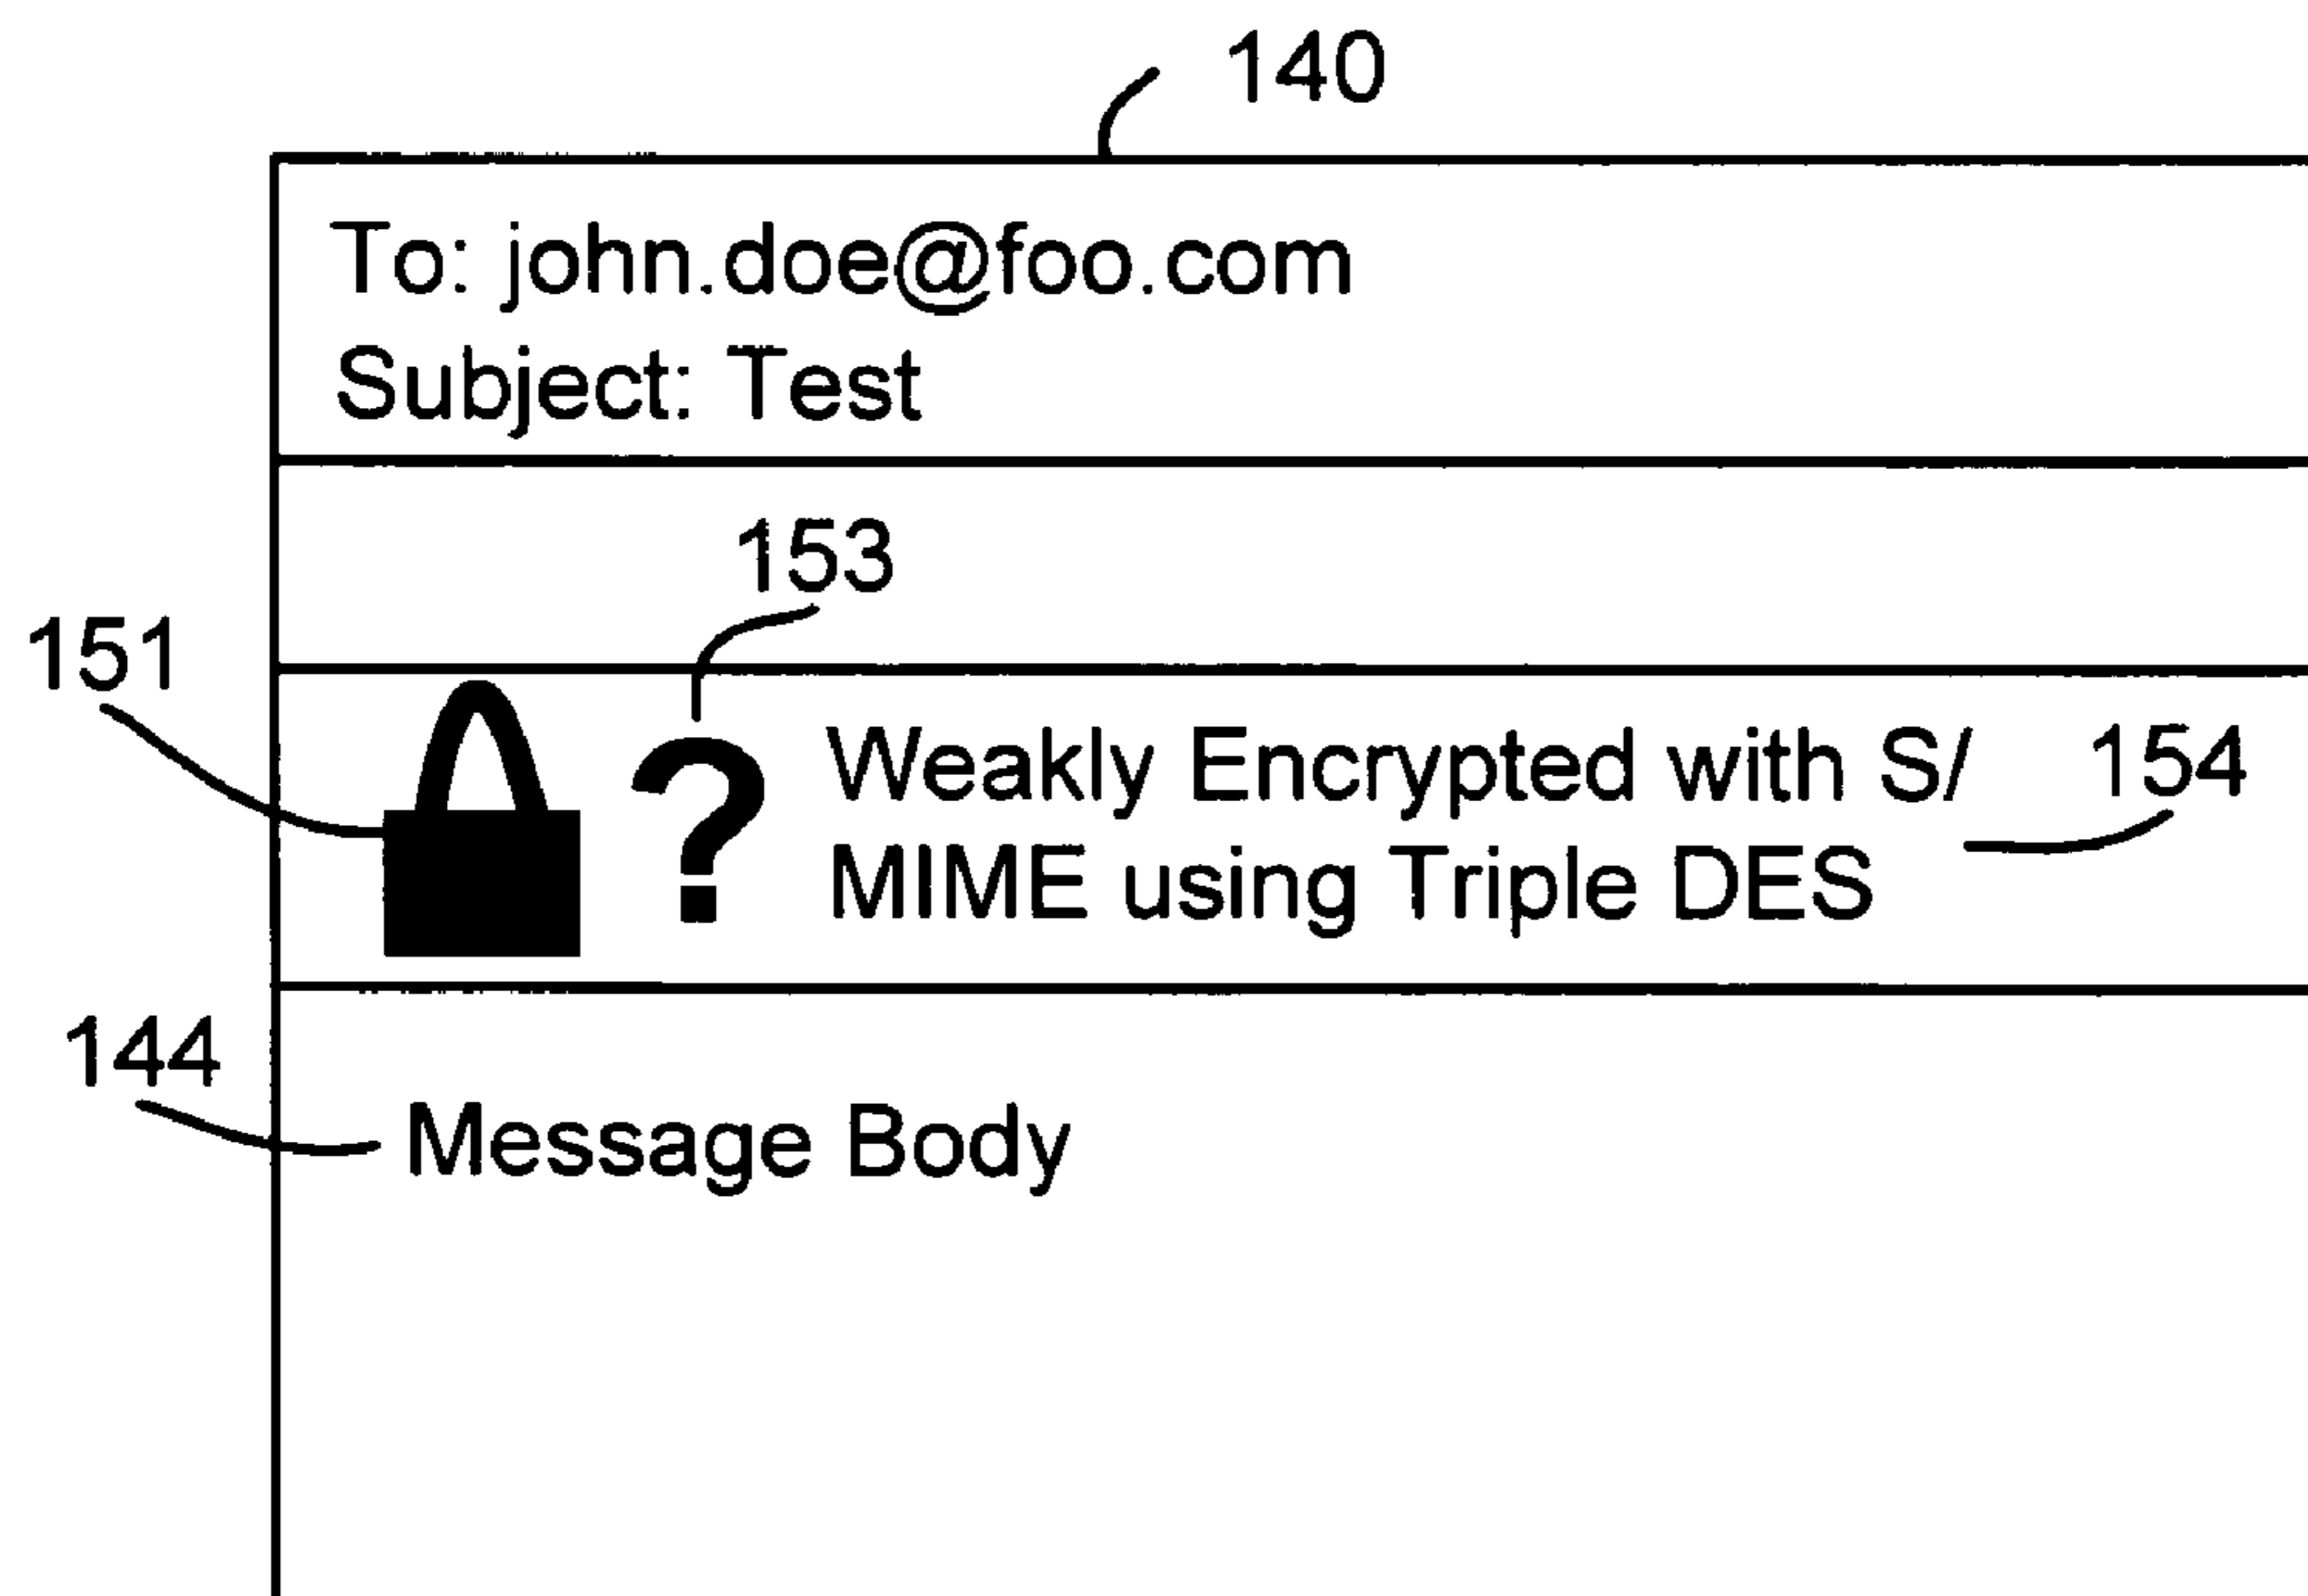 140
To: john.doe@foo.com
Subject: Test
153
151
? Weakly Encrypted with S/ 154
MIME using Triple DES
144
Message Body